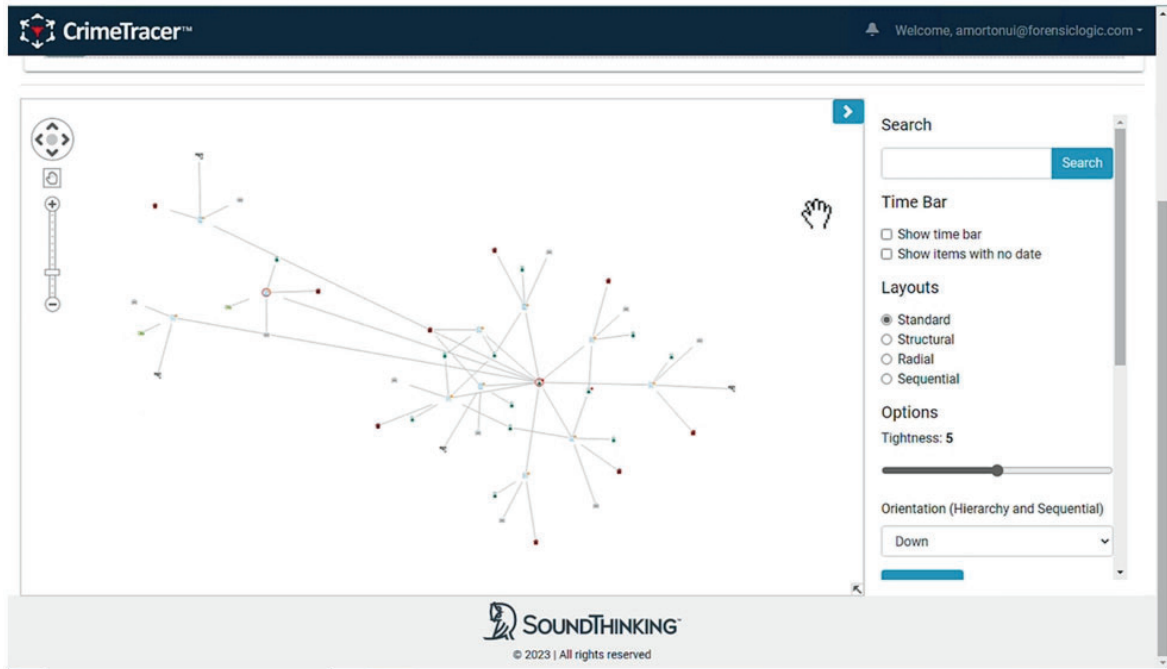 CrimeTracer™
Welcome, amortonui@forensiclogic.com
Search
Search
Time Bar
Show time bar
Show items with no date
Layouts
Standard
Structural
Radial
Sequential
Options
Tightness: 5
Orientation (Hierarchy and Sequential)
Down
SOUNDTHINKING™
© 2023 | All rights reserved